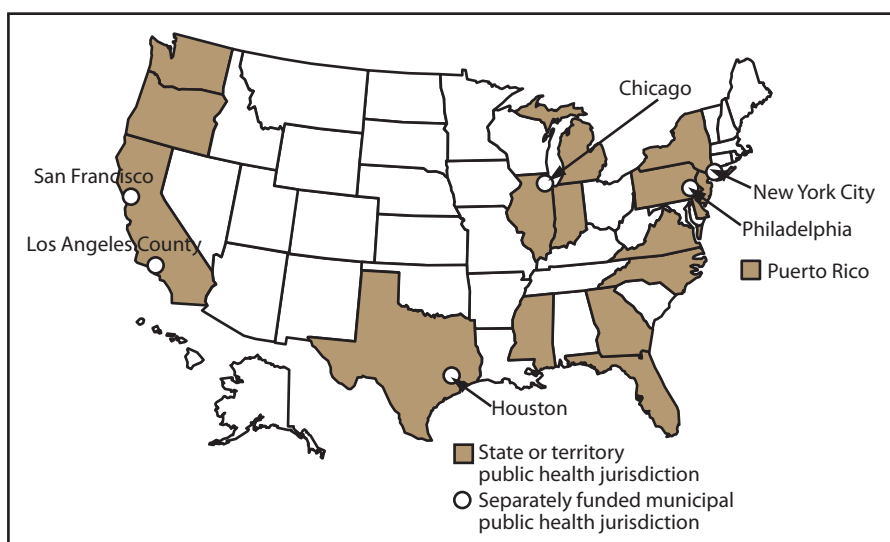 Chicago
San Francisco
New York City
Philadelphia
Los Angeles County
Puerto Rico
Houston
State or territory
public health jurisdiction
Separately funded municipal
public health jurisdiction